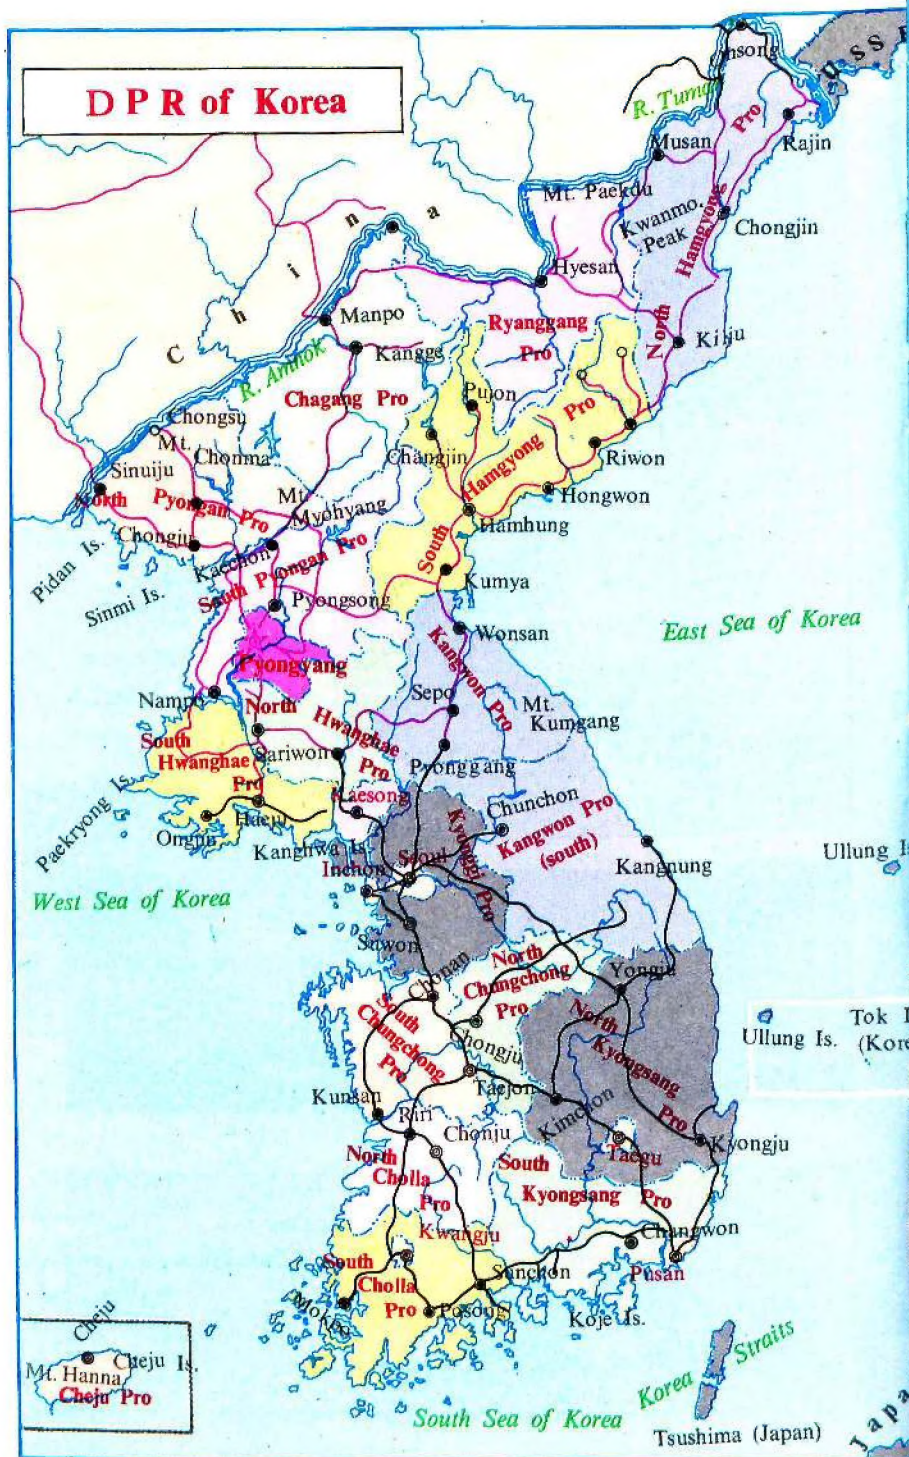 DPR of Korea
USSR
R. Tuman
Musan
Rajin
Mt. Paekdu
Kwanmo.
Peak
Chongjin
North
Hamgyong
Pro
China
Hyesan
Manpo
Ryanggang
Pro
Kilju
Kangge
R. Amnok
Chagang Pro
Pujon
Chongsu
Mt.
Chonma
Changjin
South
Hamgyong
Pro
Riwon
Sinuiju
North
Pyongan Pro
Mt.
Myohyang
Hongwon
Hamhung
Chongju
Kaechon
South Pyongan Pro
Pidan Is.
Kumya
Sinmi Is.
Pyongsong
Wonsan
East Sea of Korea
Pyongyang
Kangwon
Pro
Nampo
Sepo
Mt.
Kumgang
North
Hwanghae
Pro
South
Hwanghae
Pro
Sariwon
Pyonggang
Paekryong Is.
Kaesong
Haeju
Chunchon
Ongjin
Kanghwa Is.
Kyonggi
Pro
Kangwon Pro
(south)
Kangnung
Seoul
Ullung Is
Inchon
West Sea of Korea
Suwon
North
Chungchong
Pro
Yongju
Chonan
South
Chungchong
Pro
North
Kyongsang
Pro
Chongju
Tok I
Ullung Is.
(Kore
Taejon
Kunsan
Kimchon
Riri
Chonju
Taegu
Kyongju
North
Cholla
Pro
South
Kyongsang
Pro
Kwangju
Changwon
South
Cholla
Pro
Sunchon
Pusan
Mokpo
Posong
Koje Is.
Cheju
Cheju Is.
Mt. Hanna
Cheju Pro
Korea Straits
South Sea of Korea
Tsushima (Japan)
Japa